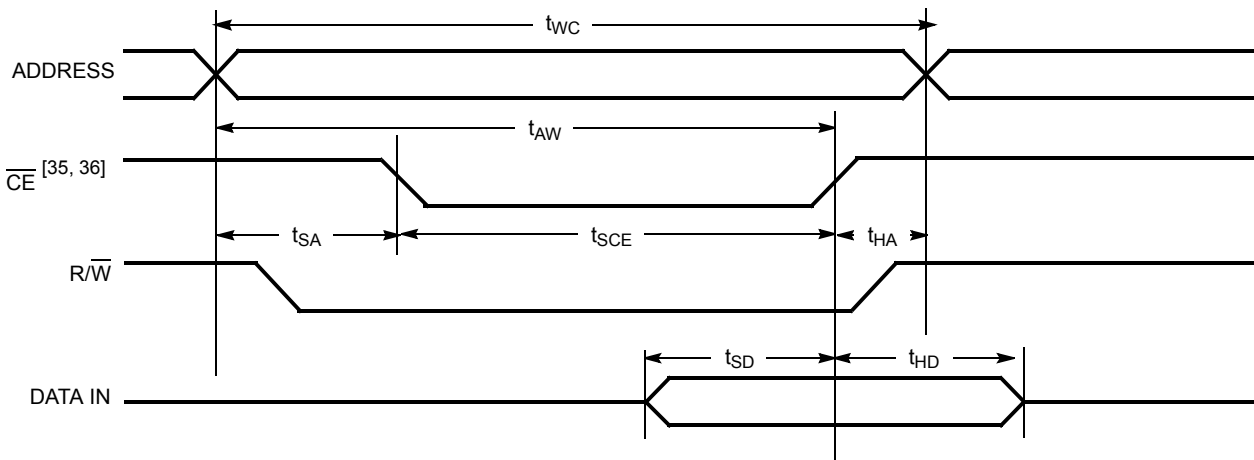 tWC
ADDRESS
tAW
CE [35, 36]
tSA tSCE tHA
R/W
tSD tHD
DATA IN